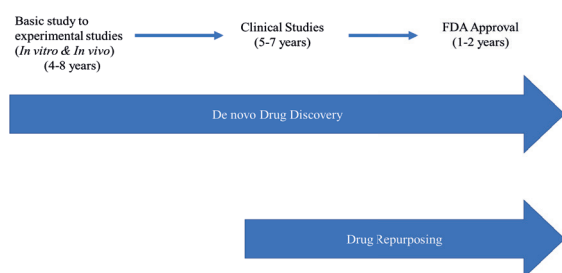 Basic study to
experimental studies
(In vitro & In vivo)
(4-8 years)
Clinical Studies
(5-7 years)
FDA Approval
(1-2 years)
De novo Drug Discovery
Drug Repurposing